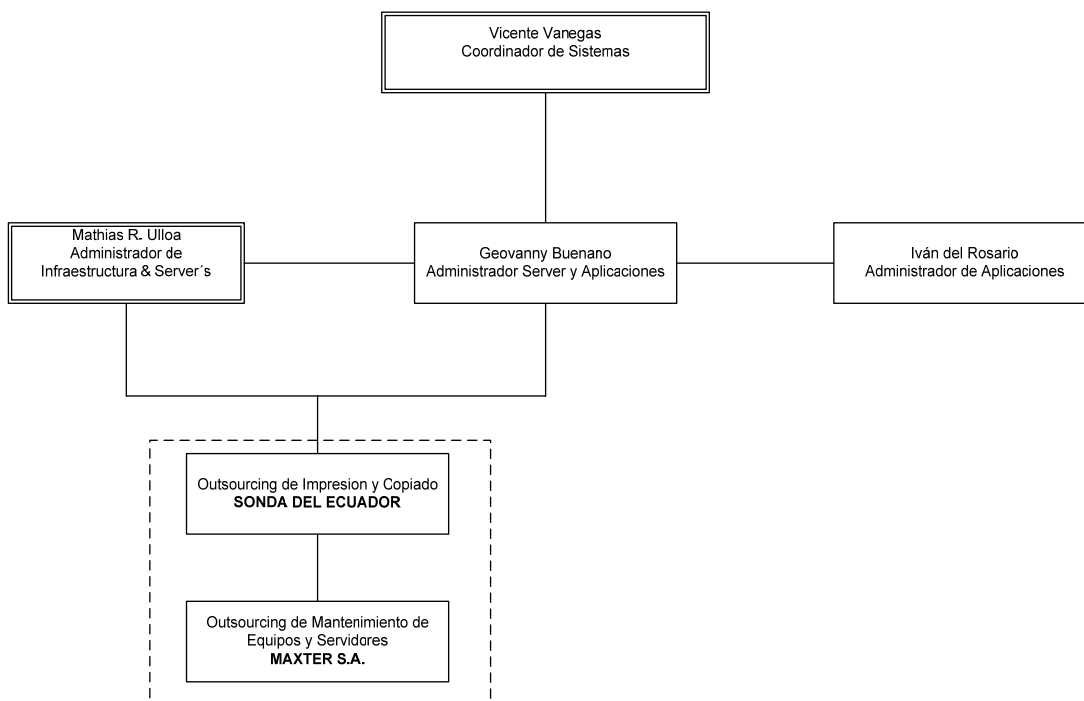 Vicente Vanegas
Coordinador de Sistemas
Mathias R. Ulloa
Administrador de
Infraestructura & Server´s
Geovanny Buenano
Administrador Server y Aplicaciones
Iván del Rosario
Administrador de Aplicaciones
Outsourcing de Impresion y Copiado
SONDA DEL ECUADOR
Outsourcing de Mantenimiento de
Equipos y Servidores
MAXTER S.A.